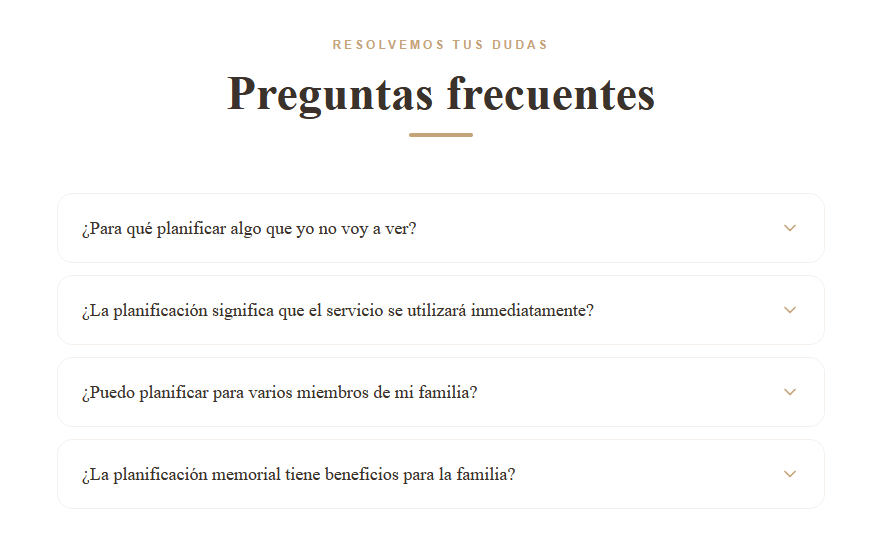 RESOLVEMOS TUS DUDAS
Preguntas frecuentes
¿Para qué planificar algo que yo no voy a ver?
¿La planificación significa que el servicio se utilizará inmediatamente?
¿Puedo planificar para varios miembros de mi familia?
¿La planificación memorial tiene beneficios para la familia?